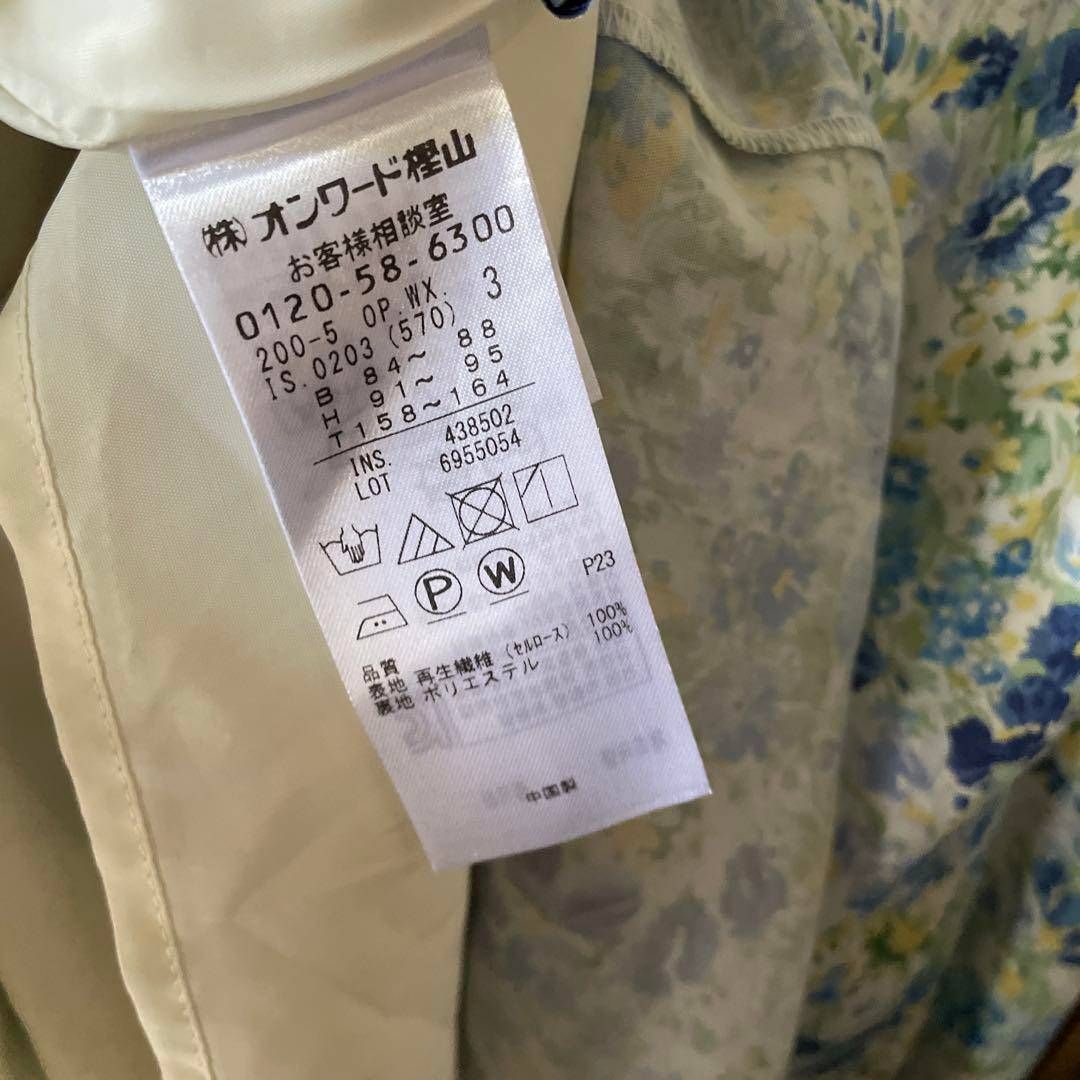 ㈱オンワード樫山
お客様相談室
0120-58-6300
200-5 OP.WX. 3
IS.0203 (570)
B 84～ 88
H 91～ 95
T158～164
INS. 438502
LOT 6955054
P W P23
品質
表地 再生繊維 (セルロース) 100%
裏地 ポリエステル 100%
中国製